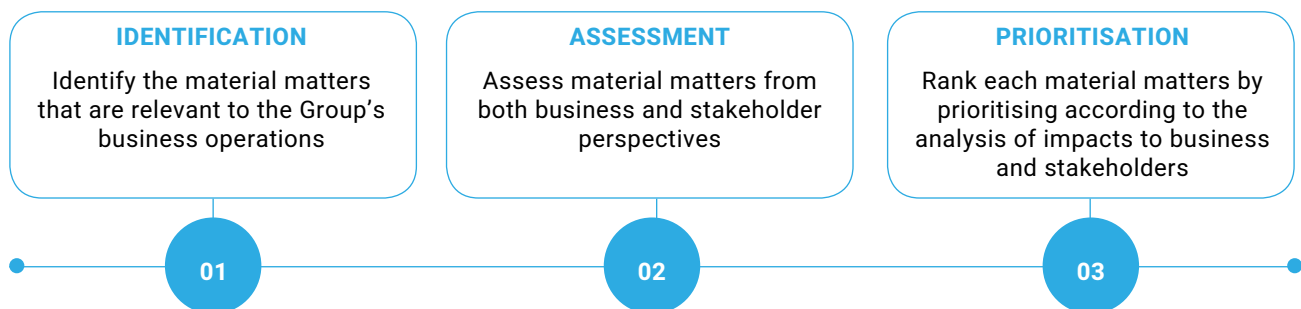 IDENTIFICATION
Identify the material matters
that are relevant to the Group’s
business operations
01
ASSESSMENT
Assess material matters from
both business and stakeholder
perspectives
02
PRIORITISATION
Rank each material matters by
prioritising according to the
analysis of impacts to business
and stakeholders
03